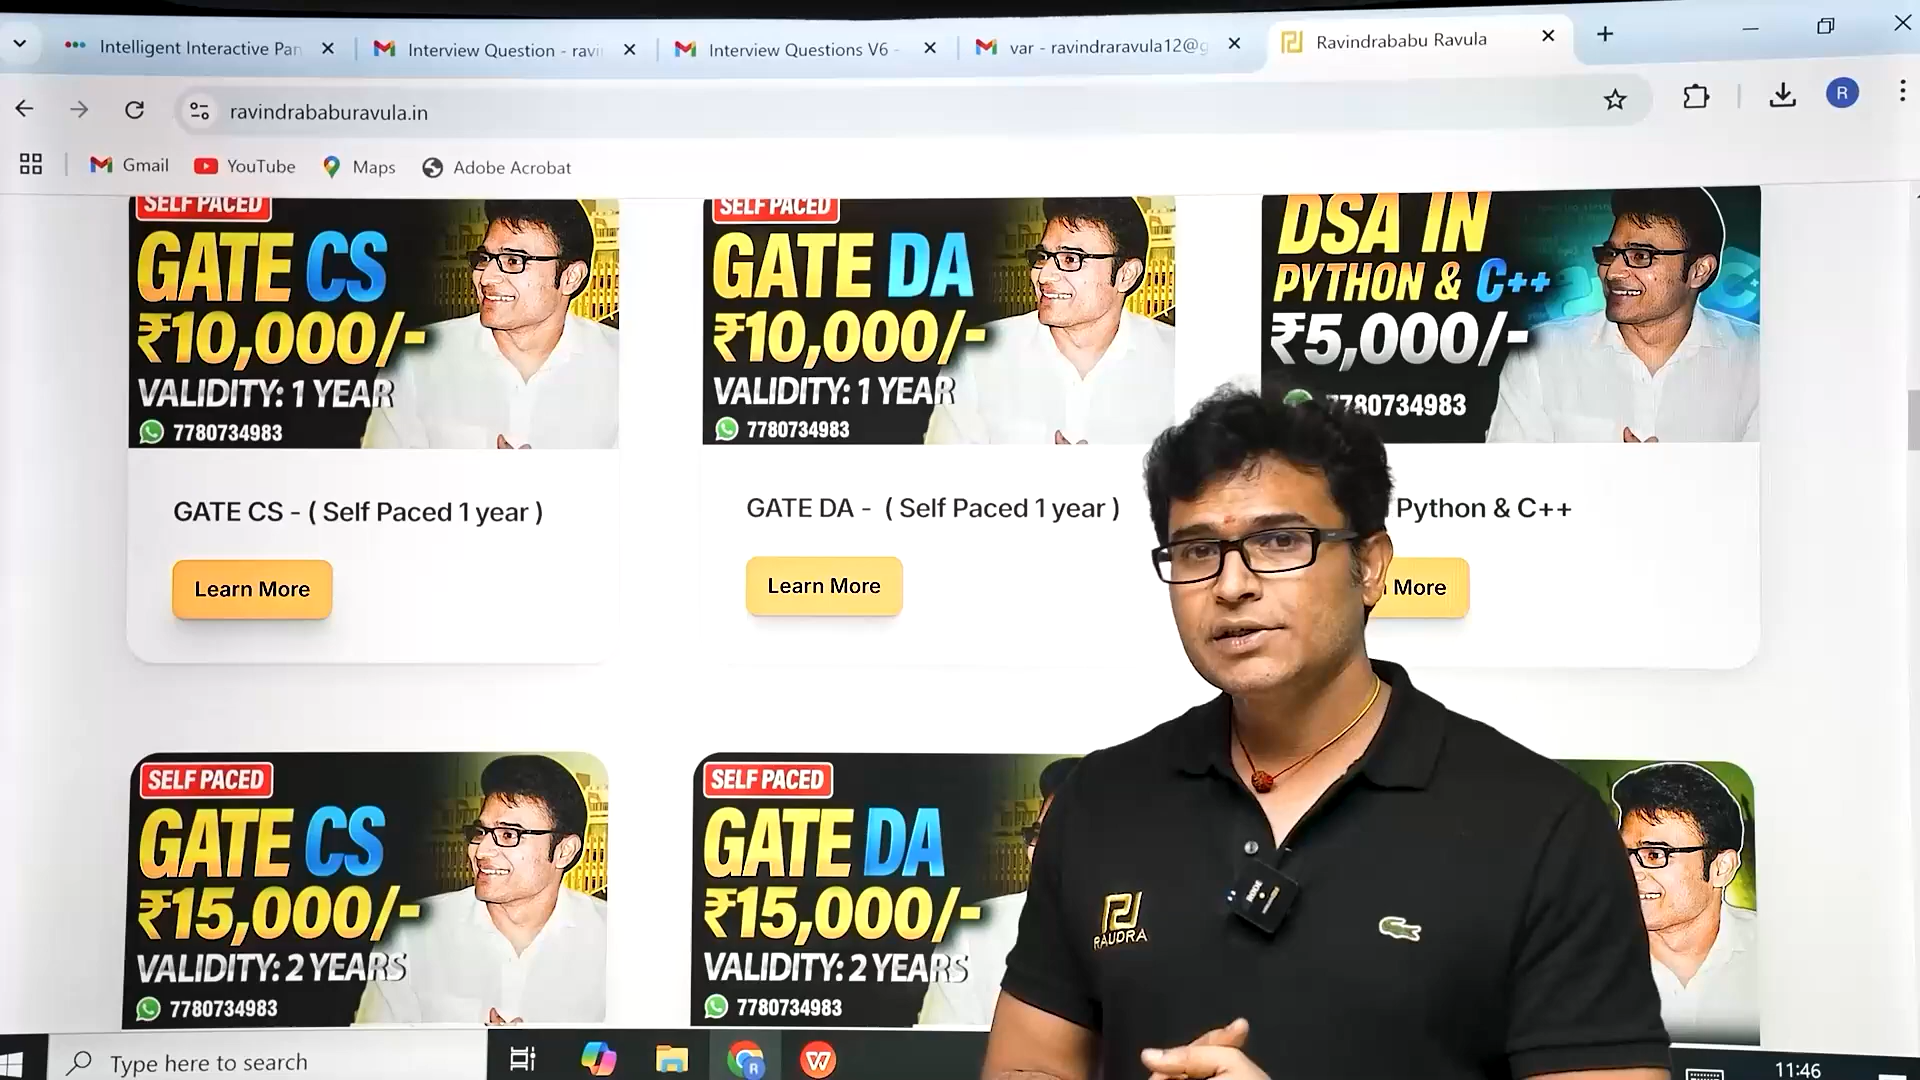 Intelligent Interactive Pan
Interview Question - ravi
Interview Questions V6 -
var - ravindraravula12@g
Ravindrababu Ravula
ravindrababuravula.in
R
Gmail
YouTube
Maps
Adobe Acrobat
SELF PACED
GATE CS
₹10,000/-
VALIDITY: 1 YEAR
7780734983
GATE CS - ( Self Paced 1 year )
Learn More
SELF PACED
GATE DA
₹10,000/-
VALIDITY: 1 YEAR
7780734983
GATE DA - ( Self Paced 1 year )
Learn More
DSA IN
PYTHON & C++
₹5,000/-
7780734983
Python & C++
More
SELF PACED
GATE CS
₹15,000/-
VALIDITY: 2 YEARS
7780734983
SELF PACED
GATE DA
₹15,000/-
VALIDITY: 2 YEARS
7780734983
RAUDRA
RODE
Type here to search
R
11:46